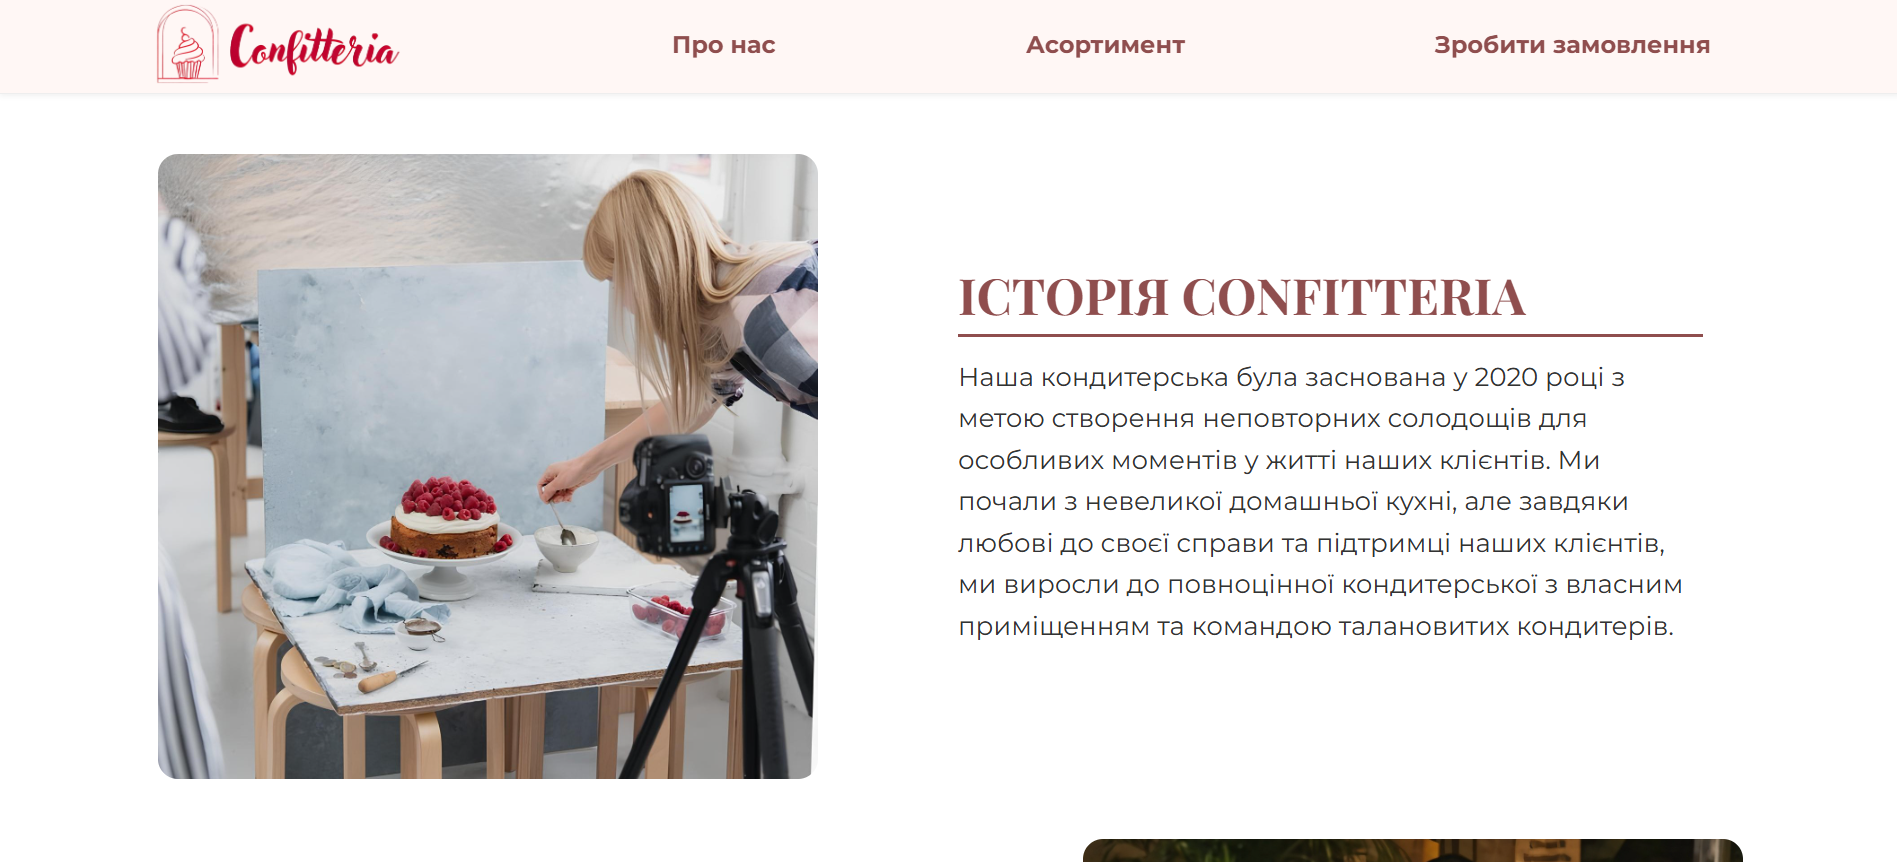 Confitteria
Про нас
Асортимент
Зробити замовлення
ІСТОРІЯ CONFITTERIA
Наша кондитерська була заснована у 2020 році з
метою створення неповторних солодощів для
особливих моментів у житті наших клієнтів. Ми
почали з невеликої домашньої кухні, але завдяки
любові до своєї справи та підтримці наших клієнтів,
ми виросли до повноцінної кондитерської з власним
приміщенням та командою талановитих кондитерів.